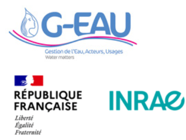 G-EAU
Gestion de l'Eau, Acteurs, Usages
Water matters
RÉPUBLIQUE
FRANÇAISE
Liberté
Égalité
Fraternité
INRAE